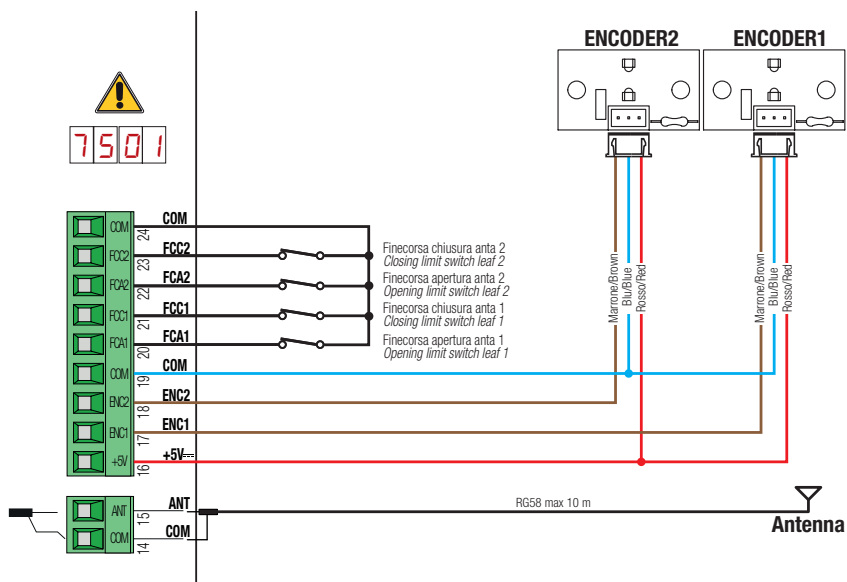 ENCODER2
ENCODER1
7501
COM
COM
24
FCC2
FCC2
23
Finecorsa chiusura anta 2
Closing limit switch leaf 2
FCA2
FCA2
22
Finecorsa apertura anta 2
Opening limit switch leaf 2
FCC1
FCC1
21
Finecorsa chiusura anta 1
Closing limit switch leaf 1
FCA1
FCA1
20
Finecorsa apertura anta 1
Opening limit switch leaf 1
COM
COM
19
ENC2
ENC2
18
ENC1
ENC1
17
+5V
+5V
16
Marrone/Brown
Blu/Blue
Rosso/Red
Marrone/Brown
Blu/Blue
Rosso/Red
ANT
ANT
15
COM
COM
14
RG58 max 10 m
Antenna